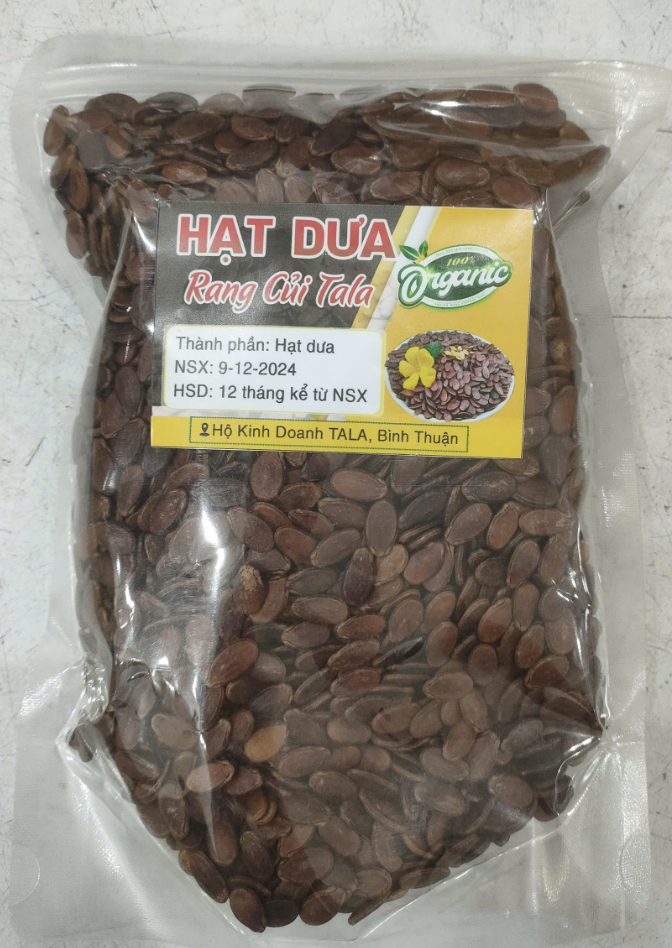 HẠT DƯA
Rang Củi Tala
100%
Organic
Thành phần: Hạt dưa
NSX: 9-12-2024
HSD: 12 tháng kể từ NSX
Hộ Kinh Doanh TALA, Bình Thuận